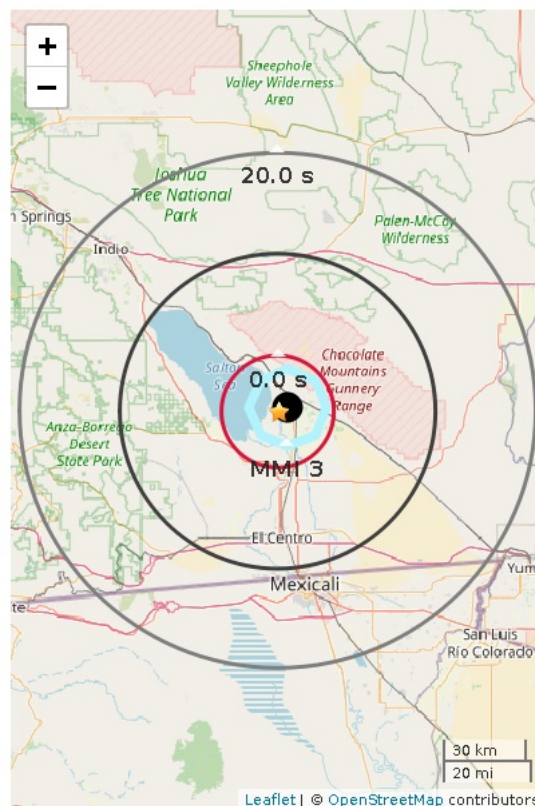 +
−
Sheephole
Valley Wilderness
Area
20.0 s
Joshua
Tree National
Park
n Springs
Palen-McCoy
Wilderness
Indio
Salton
Sea
0.0 s
Chocolate
Mountains
Gunnery
Range
Anza-Borrego
Desert
State Park
MMI 3
El Centro
Yum
Mexicali
te
San Luis
Río Colorado
30 km
20 mi
Leaflet | © OpenStreetMap contributors